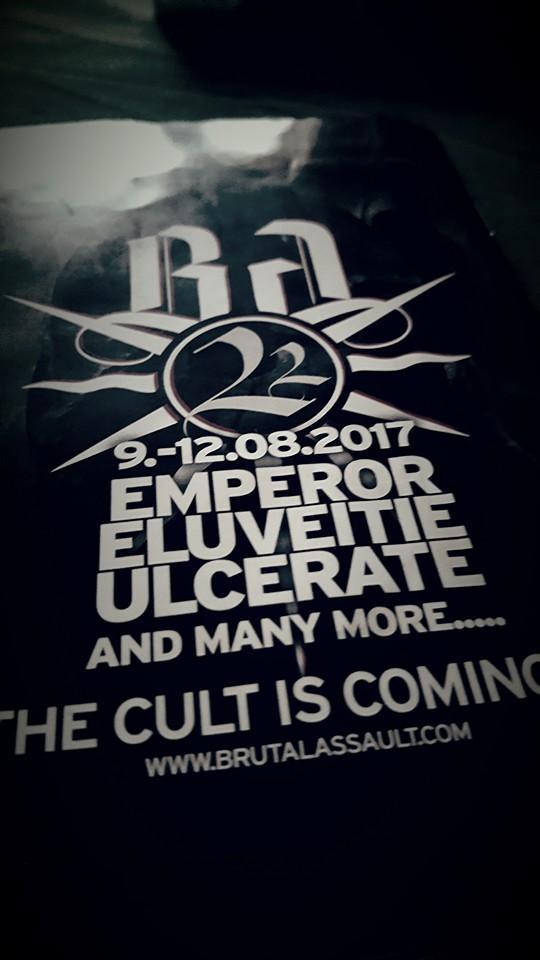 BA
22
9.-12.08.2017
EMPEROR
ELUVEITIE
ULCERATE
AND MANY MORE.....
THE CULT IS COMING
WWW.BRUTALASSAULT.COM